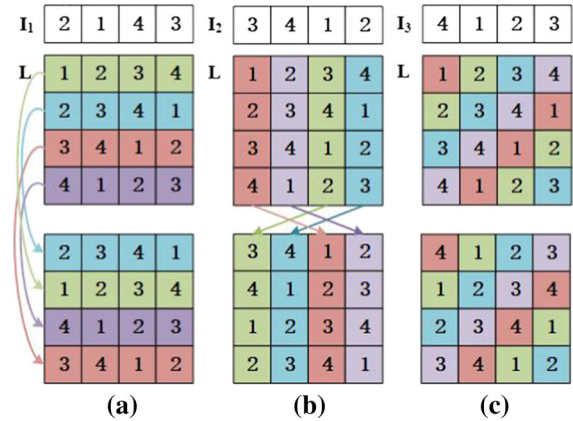 I₁ 2 1 4 3 I₂ 3 4 1 2 I₃ 4 1 2 3
L 1 2 3 4 L 1 2 3 4 L 1 2 3 4
2 3 4 1 2 3 4 1 2 3 4 1
3 4 1 2 3 4 1 2 3 4 1 2
4 1 2 3 4 1 2 3 4 1 2 3
2 3 4 1 3 4 1 2 4 1 2 3
1 2 3 4 4 1 2 3 1 2 3 4
4 1 2 3 1 2 3 4 2 3 4 1
3 4 1 2 2 3 4 1 3 4 1 2
(a) (b) (c)